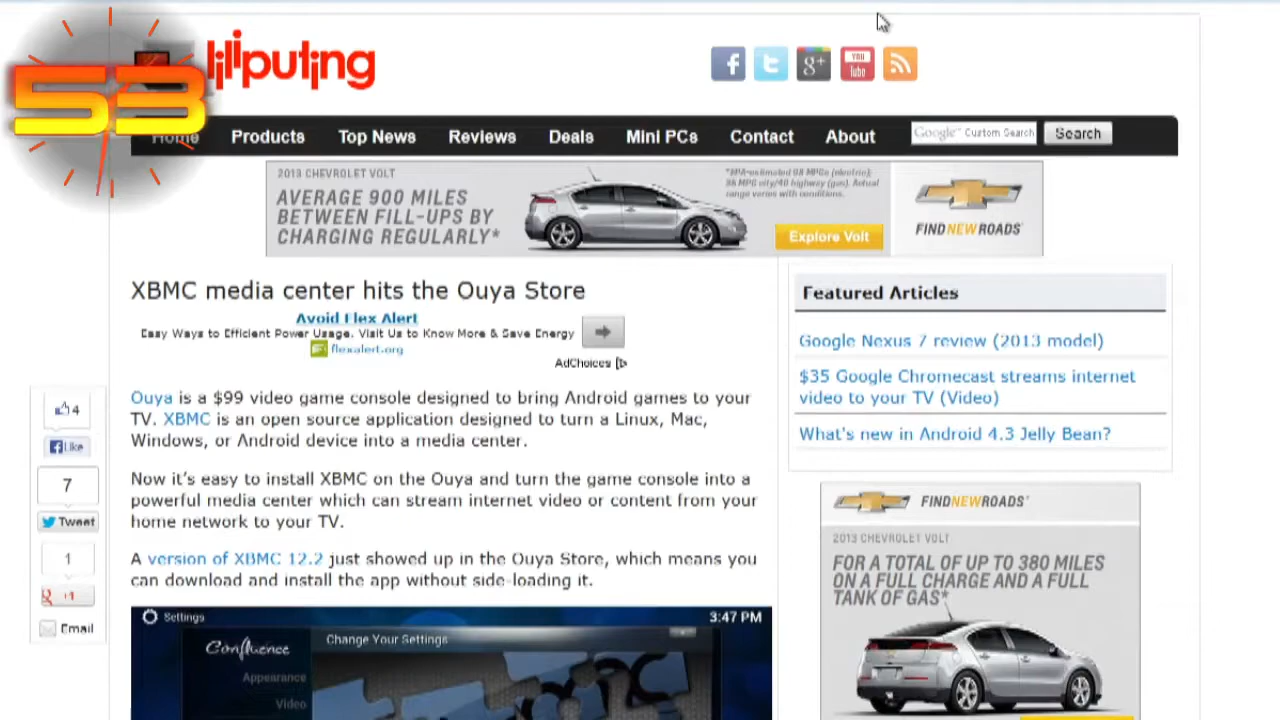 53
liliputing
f
t
g+
You
Tube
Home
Products
Top News
Reviews
Deals
Mini PCs
Contact
About
Google™ Custom Search
Search
2013 CHEVROLET VOLT
AVERAGE 900 MILES
BETWEEN FILL-UPS BY
CHARGING REGULARLY*
*EPA-estimated 98 MPGe (electric);
35 MPG city/40 highway (gas). Actual
range varies with conditions.
Explore Volt
FIND NEW ROADS™
XBMC media center hits the Ouya Store
Avoid Flex Alert
Easy Ways to Efficient Power Usage. Visit Us to Know More & Save Energy
flexalert.org
AdChoices
Ouya is a $99 video game console designed to bring Android games to your
TV. XBMC is an open source application designed to turn a Linux, Mac,
Windows, or Android device into a media center.
Now it's easy to install XBMC on the Ouya and turn the game console into a
powerful media center which can stream internet video or content from your
home network to your TV.
A version of XBMC 12.2 just showed up in the Ouya Store, which means you
can download and install the app without side-loading it.
4
Like
7
Tweet
1
g +1
Email
Settings
3:47 PM
Confluence
Change Your Settings
Appearance
Video
Featured Articles
Google Nexus 7 review (2013 model)
$35 Google Chromecast streams internet
video to your TV (Video)
What's new in Android 4.3 Jelly Bean?
FIND NEW ROADS™
2013 CHEVROLET VOLT
FOR A TOTAL OF UP TO 380 MILES
ON A FULL CHARGE AND A FULL
TANK OF GAS*